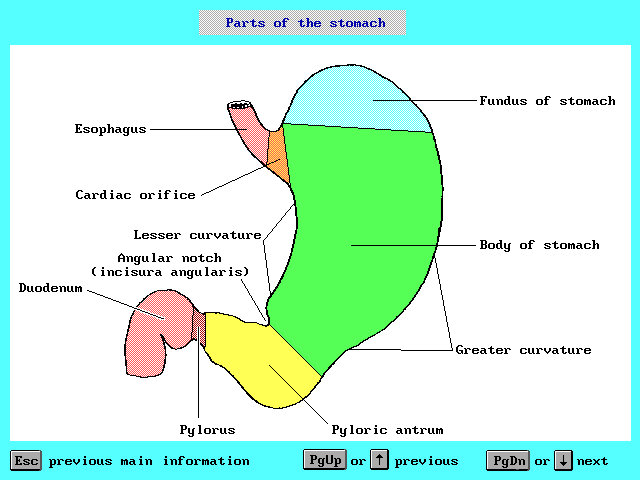 Parts of the stomach
Fundus of stomach
Esophagus
Cardiac orifice
Lesser curvature
Body of stomach
Angular notch
(incisura angularis)
Duodenum
Greater curvature
Pylorus
Pyloric antrum
Esc previous main information PgUp or ↑ previous PgDn or ↓ next